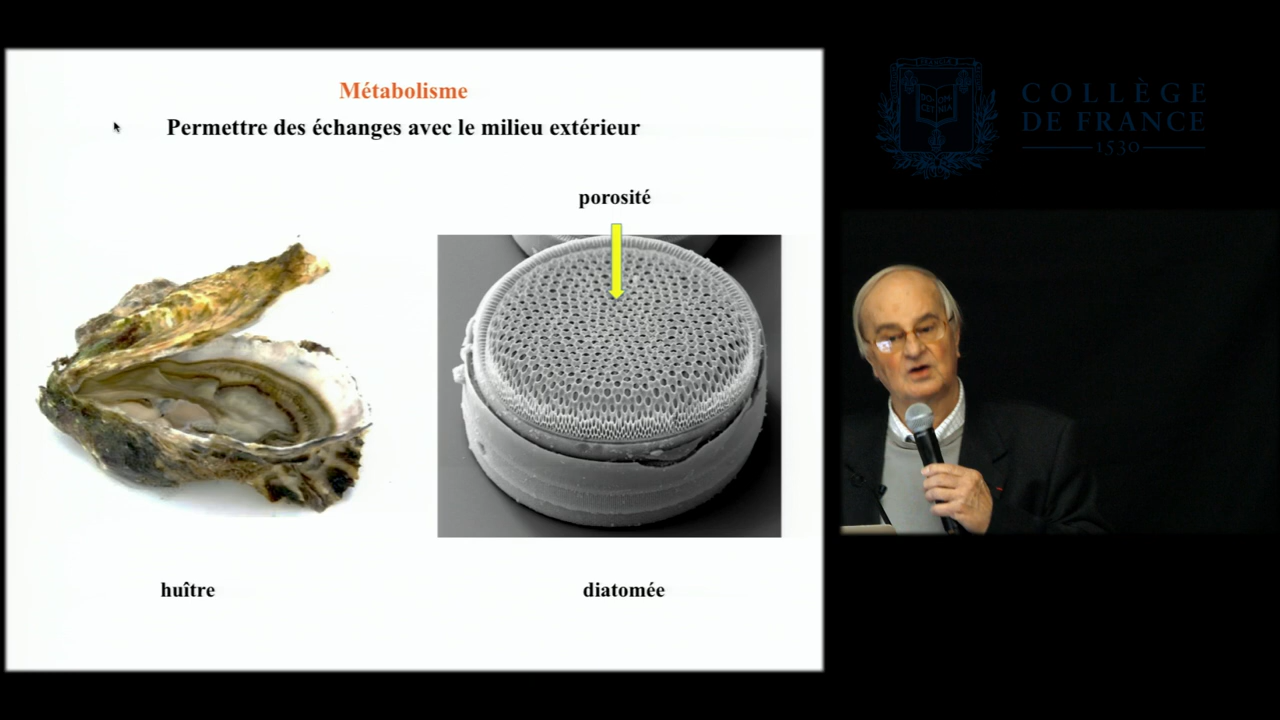 Métabolisme
Permettre des échanges avec le milieu extérieur
porosité
huître
diatomée
COLLÈGE
DE FRANCE
1530